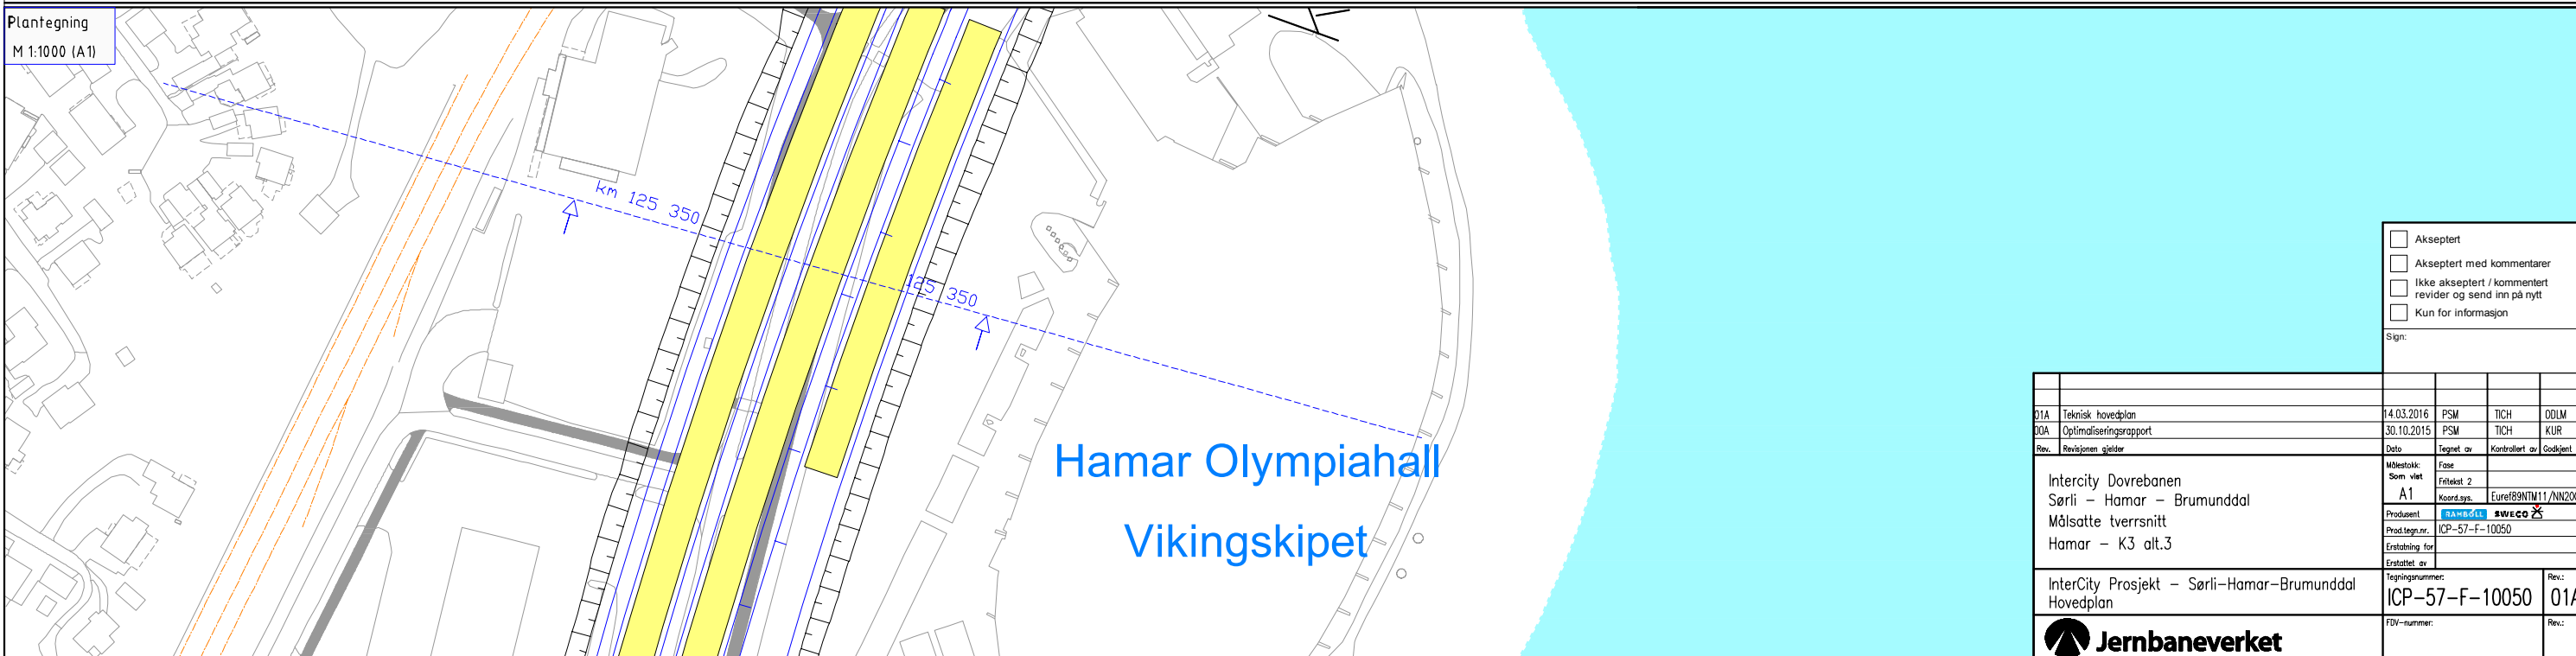 Plantegning
M 1:1000 (A1)
km 125 350
125 350
Hamar Olympiahall
Vikingskipet
Akseptert
Akseptert med kommentarer
Ikke akseptert / kommentert
revider og send inn på nytt
Kun for informasjon
Sign:
01A Teknisk hovedplan 14.03.2016 PSM TICH ODLM
00A Optimaliseringsrapport 30.10.2015 PSM TICH KUR
Rev. Revisjonen gjelder Dato Tegnet av Kontrollert av Godkjent
Intercity Dovrebanen
Sørli - Hamar - Brumunddal
Målsatte tverrsnitt
Hamar - K3 alt.3
Målestokk:
Som vist
A1
Fase
Fritekst 2
Koord.sys. Euref89NTM11/NN200
Produsent RAMBOLL SWECO
Prod.tegn.nr. ICP-57-F-10050
Erstatning for
Erstattet av
InterCity Prosjekt - Sørli-Hamar-Brumunddal
Hovedplan
Tegningsnummer: Rev.:
ICP-57-F-10050 01A
Jernbaneverket
FDV-nummer: Rev.: